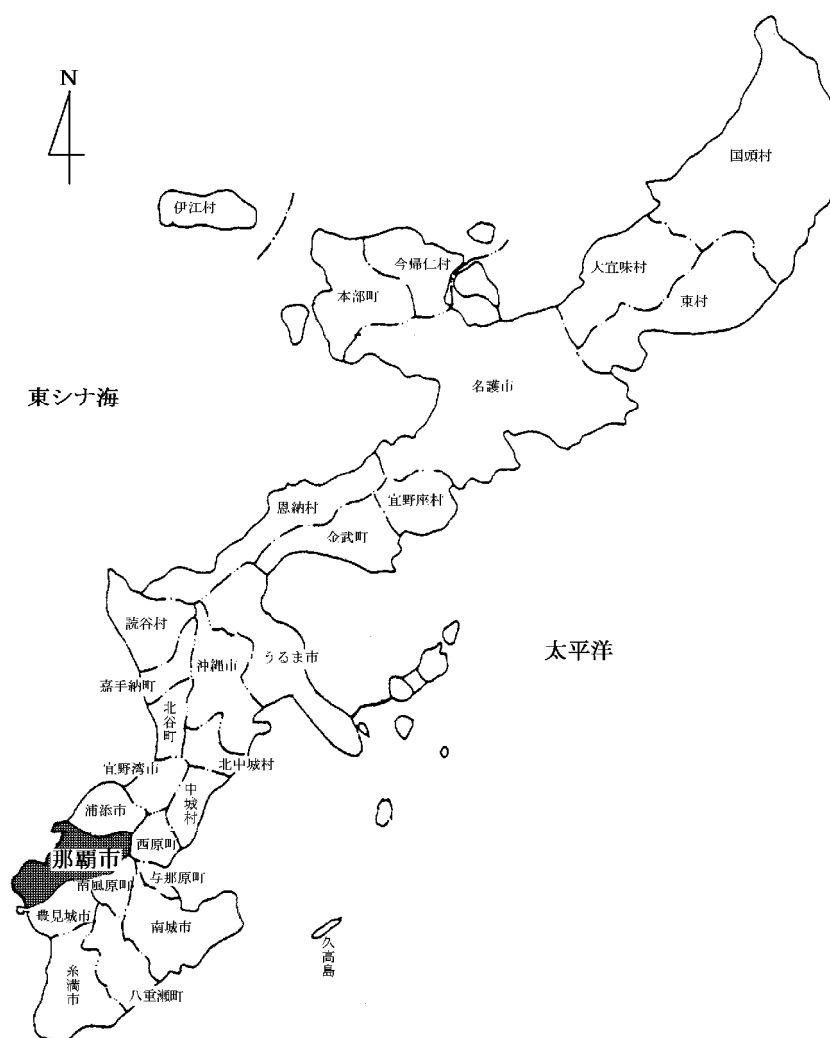 N
国頭村
伊江村
今帰仁村
大宜味村
本部町
東村
名護市
東シナ海
恩納村
宜野座村
金武町
読谷村
太平洋
うるま市
沖縄市
嘉手納町
北谷町
宜野湾市
北中城村
中城村
浦添市
西原町
那覇市
与那原町
南風原町
豊見城市
南城市
久高島
糸満市
八重瀬町